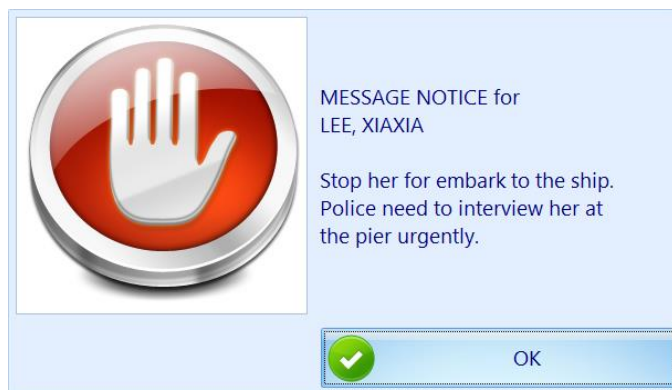 MESSAGE NOTICE for
LEE, XIAXIA
Stop her for embark to the ship.
Police need to interview her at
the pier urgently.
OK